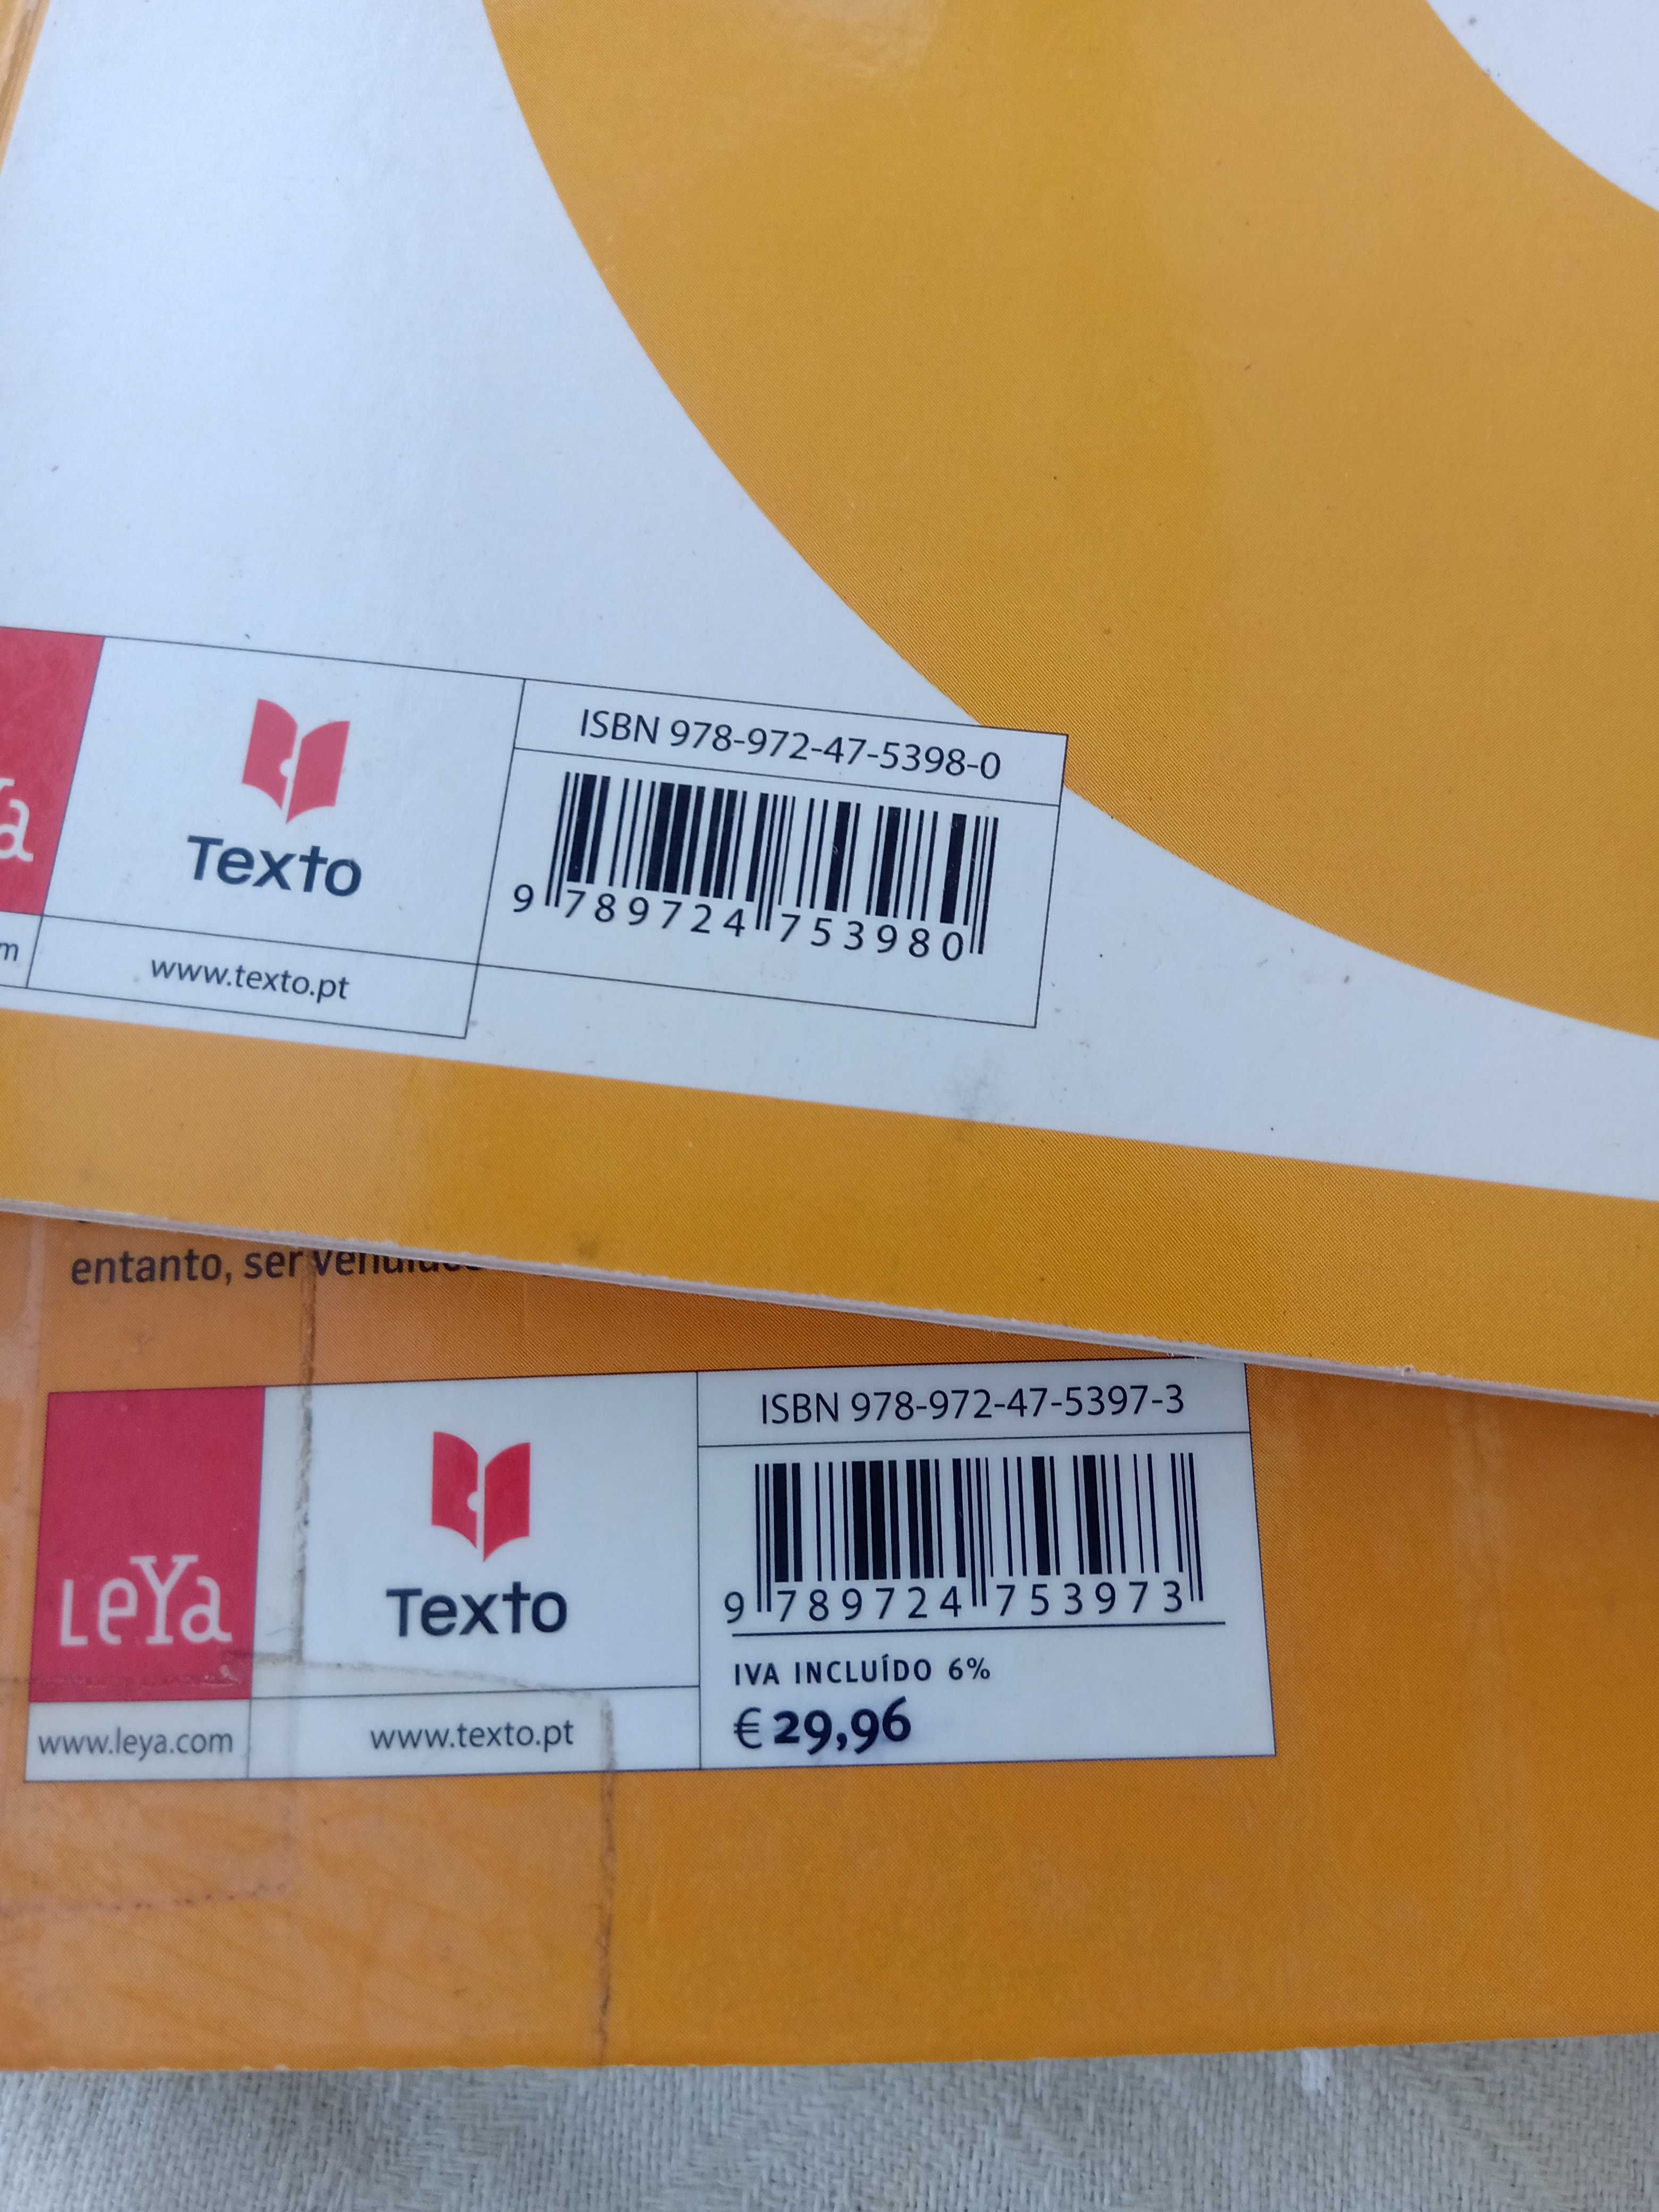 ISBN 978-972-47-5398-0
Texto
9 789724 753980
www.texto.pt
entanto, ser
ISBN 978-972-47-5397-3
LeYa
Texto
9 789724 753973
IVA INCLUÍDO 6%
€ 29,96
www.leya.com
www.texto.pt